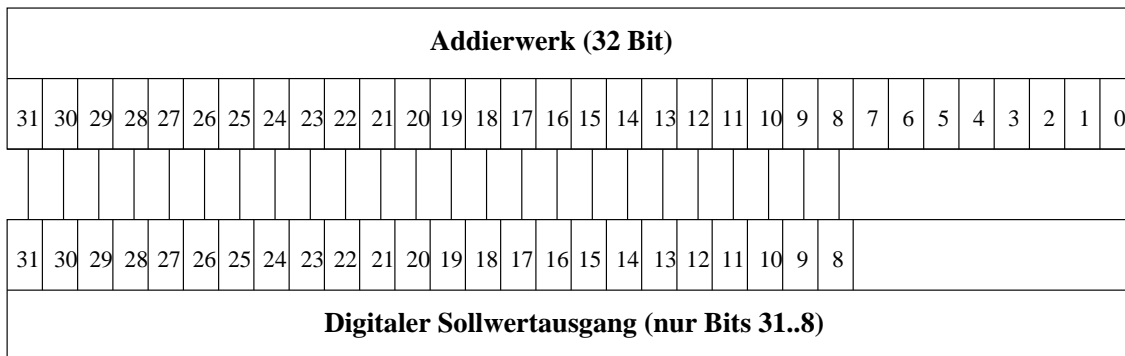 Addierwerk (32 Bit)
31 30 29 28 27 26 25 24 23 22 21 20 19 18 17 16 15 14 13 12 11 10 9 8 7 6 5 4 3 2 1 0
31 30 29 28 27 26 25 24 23 22 21 20 19 18 17 16 15 14 13 12 11 10 9 8
Digitaler Sollwertausgang (nur Bits 31..8)